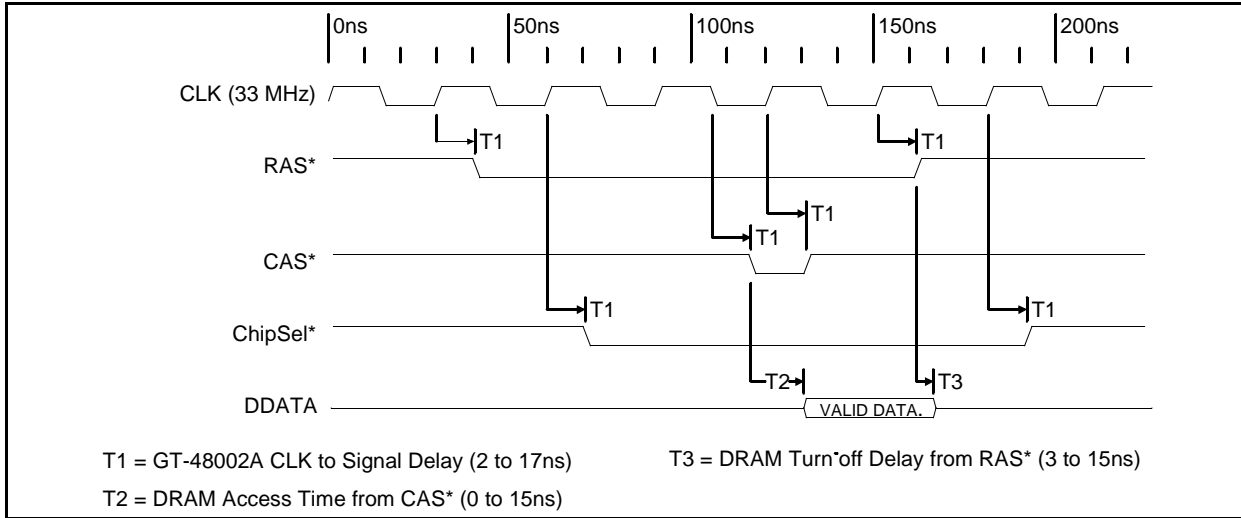 0ns 50ns 100ns 150ns 200ns
CLK (33 MHz)
T1 T1
RAS*
T1
T1
CAS*
T1 T1
ChipSel*
T2 T3
DDATA VALID DATA.
T1 = GT-48002A CLK to Signal Delay (2 to 17ns)
T3 = DRAM Turn-off Delay from RAS* (3 to 15ns)
T2 = DRAM Access Time from CAS* (0 to 15ns)